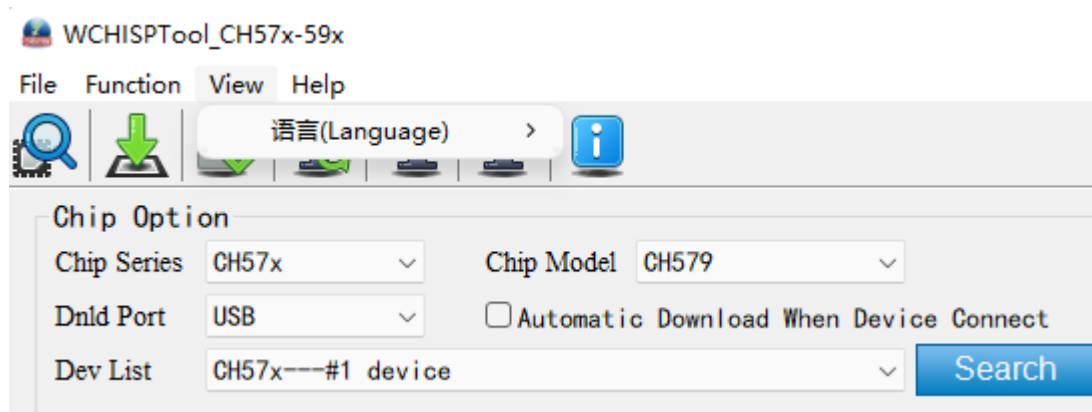 WCHISPTool_CH57x-59x
File Function View Help
语言(Language)
Chip Option
Chip Series CH57x Chip Model CH579
Dnld Port USB Automatic Download When Device Connect
Dev List CH57x---#1 device Search